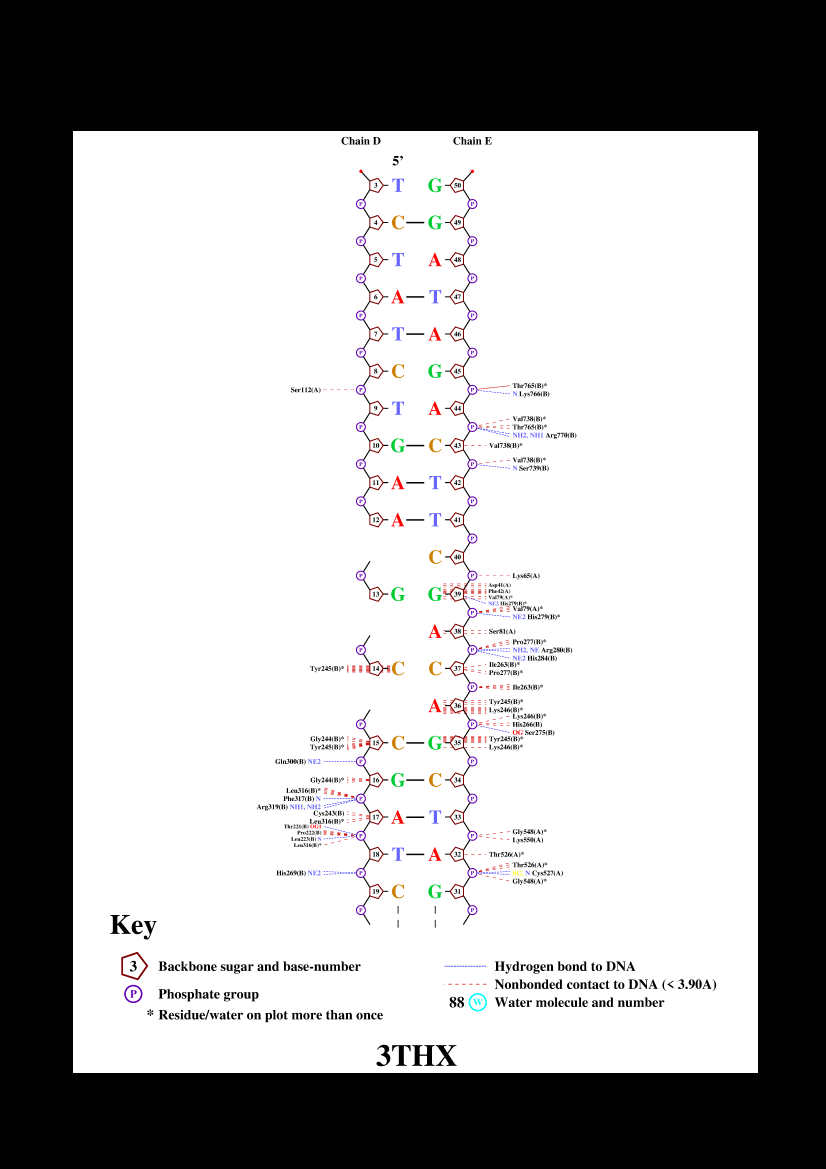 Chain D Chain E
5’
3 T G 50
P P
4 C G 49
P P
5 T A 48
P P
6 A T 47
P P
7 T A 46
P P
8 C G 45
Thr765(B)*
Ser112(A) P P
N Lys766(B)
9 T A 44
Val738(B)*
P P Thr765(B)*
NH2, NH1 Arg770(B)
10 G C 43 Val738(B)*
Val738(B)*
P P
N Ser739(B)
11 A T 42
P P
12 A T 41
P
C 40
P P Lys65(A)
Asp41(A)
Phe42(A)
13 G G 39 Val79(A)*
NE2 His279(B)*
Val79(A)*
P NE2 His279(B)*
A 38 Ser81(A)
Pro277(B)*
P P NH2, NE Arg280(B)
NE2 His284(B)
Ile263(B)*
Tyr245(B)* 14 C C 37 Pro277(B)*
P Ile263(B)*
Tyr245(B)*
A 36 Lys246(B)*
Lys246(B)*
P P His266(B)
OG Ser275(B)
Gly244(B)* 15 C G 35 Tyr245(B)*
Tyr245(B)* Lys246(B)*
Gln300(B) NE2 P P
Gly244(B)* 16 G C 34
Leu316(B)*
Phe317(B) N P P
Arg319(B) NH1, NH2
Cys243(B) 17 A T 33
Leu316(B)*
Thr221(B) OG1
Pro222(B) P P Gly548(A)*
Leu223(B) N Lys550(A)
Leu316(B)*
18 T A 32 Thr526(A)*
Thr526(A)*
His269(B) NE2 P P N Cys527(A)
Gly548(A)*
19 C G 31
P P
Key
3 Backbone sugar and base-number
P Phosphate group
* Residue/water on plot more than once
Hydrogen bond to DNA
Nonbonded contact to DNA (< 3.90A)
88 W Water molecule and number
3THX